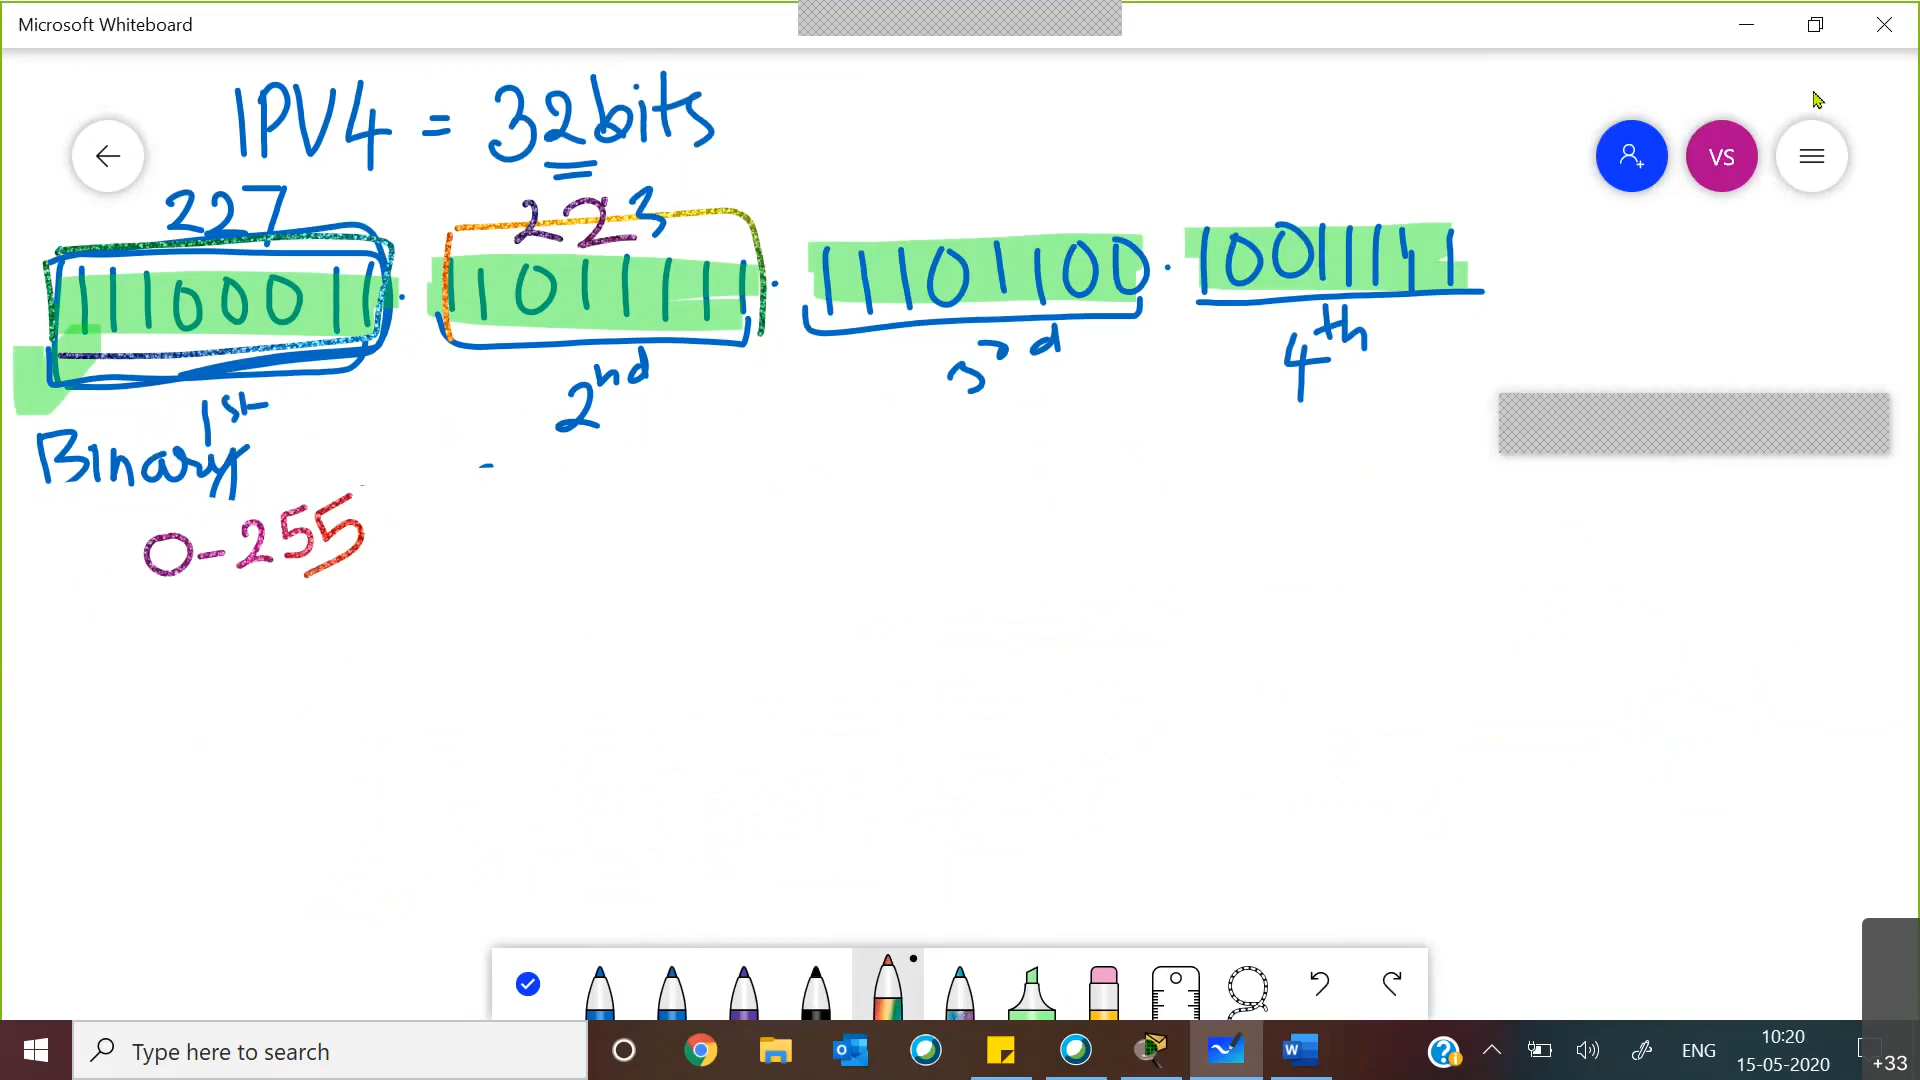 Microsoft Whiteboard
IPV4 = 32bits
VS
227 223
11100011 . 11011111 . 11101100 . 10011111
1st 2nd 3rd 4th
Binary
0-255
Type here to search
ENG
10:20
15-05-2020
+33